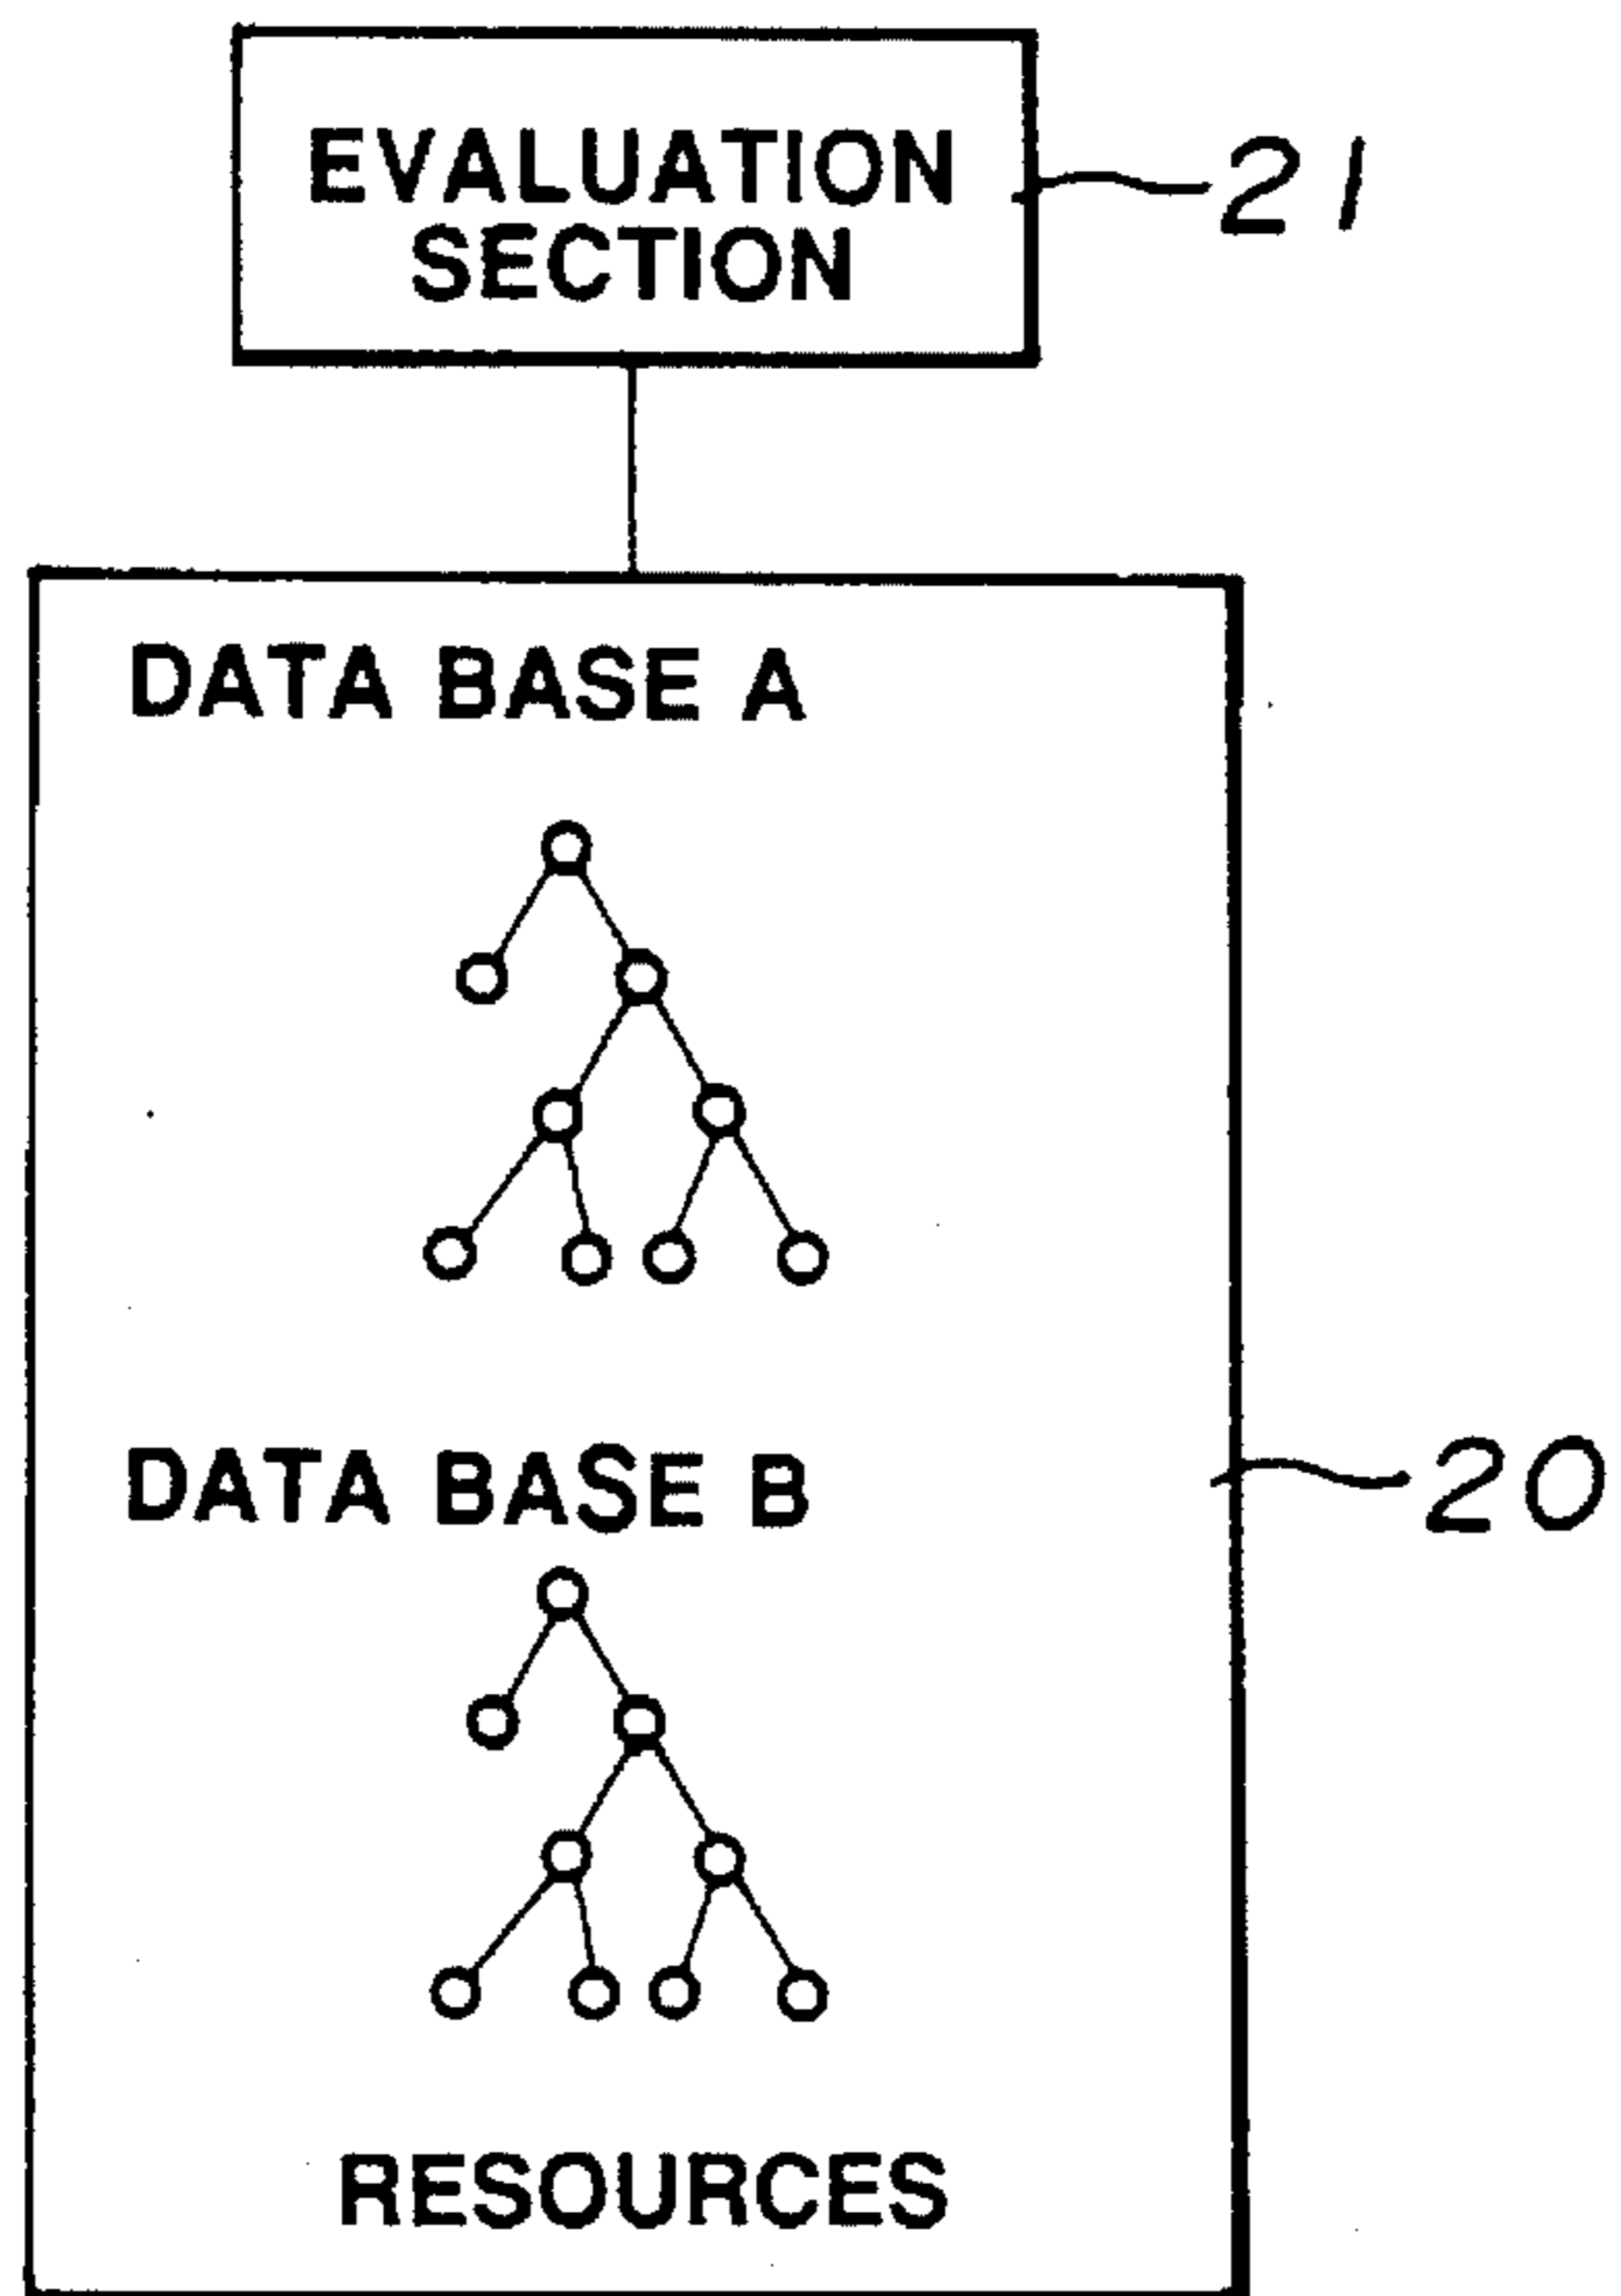 EVALUATION
SECTION
21
DATA BASE A
DATA BASE B
20
RESOURCES